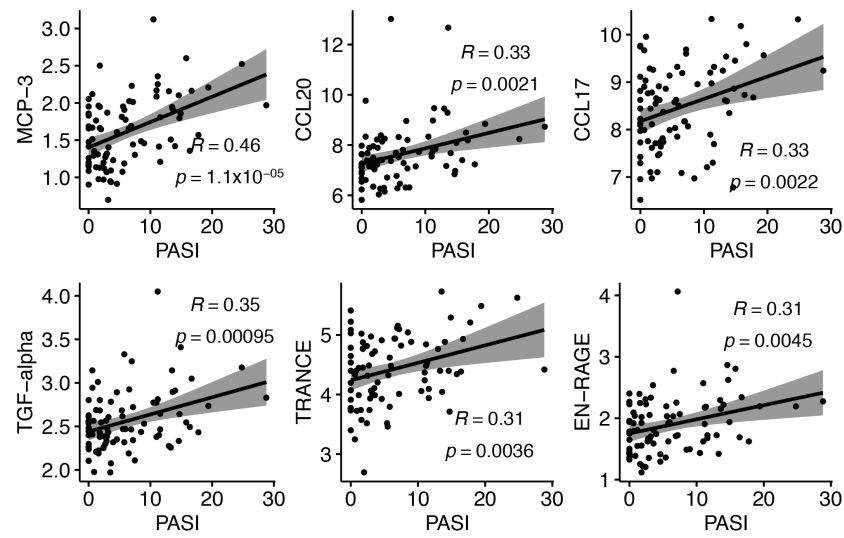 MCP−3
3.0
2.5
2.0
1.5
1.0
R = 0.46
p = 1.1x10−05
0 10 20 30
PASI
CCL20
12
10
8
6
R = 0.33
p = 0.0021
0 10 20 30
PASI
CCL17
10
9
8
7
R = 0.33
p = 0.0022
0 10 20 30
PASI
TGF−alpha
4.0
3.5
3.0
2.5
2.0
R = 0.35
p = 0.00095
0 10 20 30
PASI
TRANCE
5
4
3
R = 0.31
p = 0.0036
0 10 20 30
PASI
EN−RAGE
4
3
2
1
R = 0.31
p = 0.0045
0 10 20 30
PASI